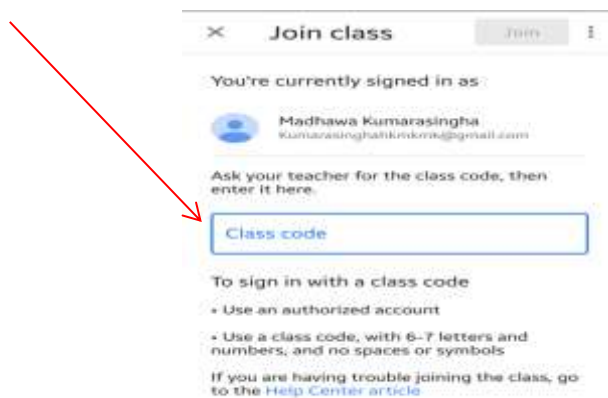 Join class
Join
You're currently signed in as
Madhawa Kumarasingha
Ask your teacher for the class code, then
enter it here.
Class code
To sign in with a class code
• Use an authorized account
• Use a class code, with 6-7 letters and
numbers, and no spaces or symbols
If you are having trouble joining the class, go
to the Help Center article